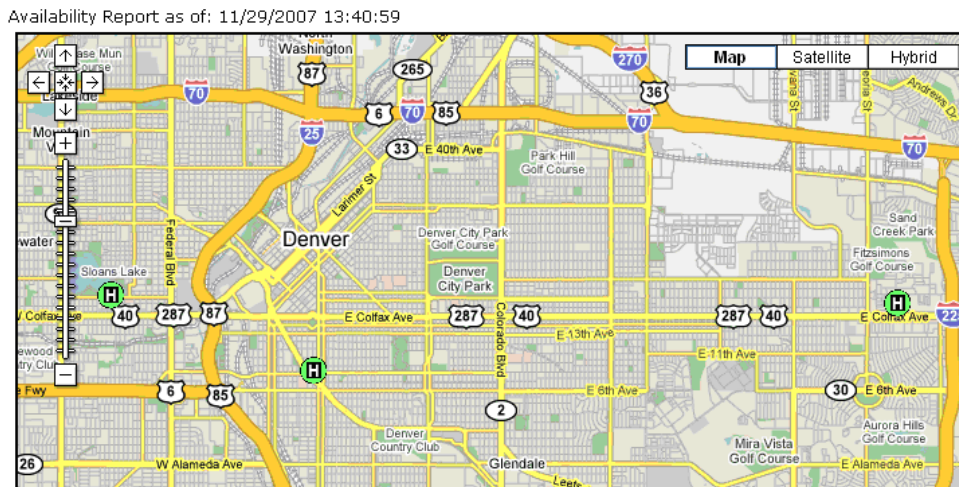 Availability Report as of: 11/29/2007 13:40:59
North
Washington
Map
Satellite
Hybrid
87
265
270
36
70
6
70
85
70
25
70
33
E 40th Ave
Park Hill
Golf Course
Andrews Dr
Larimer St
Federal Blvd
Denver
Denver City Park
Golf Course
Sand
Creek Park
Fitzsimons
Golf Course
Sloans Lake
Denver
City Park
H
H
40
287
87
E Colfax Ave
287
40
287
40
E Colfax Ave
Colorado Blvd
E 13th Ave
E 11th Ave
H
6
85
E 6th Ave
30
E 6th Ave
2
Denver
Country Club
Aurora Hills
Golf Course
Mira Vista
Golf Course
26
W Alameda Ave
Glendale
E Alameda Ave